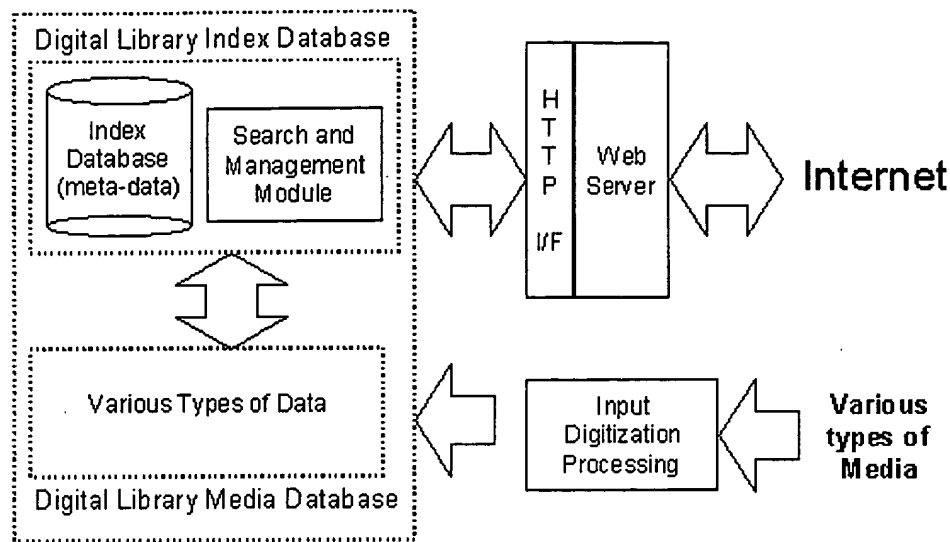 Digital Library Index Database
Index
Database
(meta-data)
Search and
Management
Module
H
T
T
P
I/F
Web
Server
Internet
Various Types of Data
Digital Library Media Database
Input
Digitization
Processing
Various
types of
Media